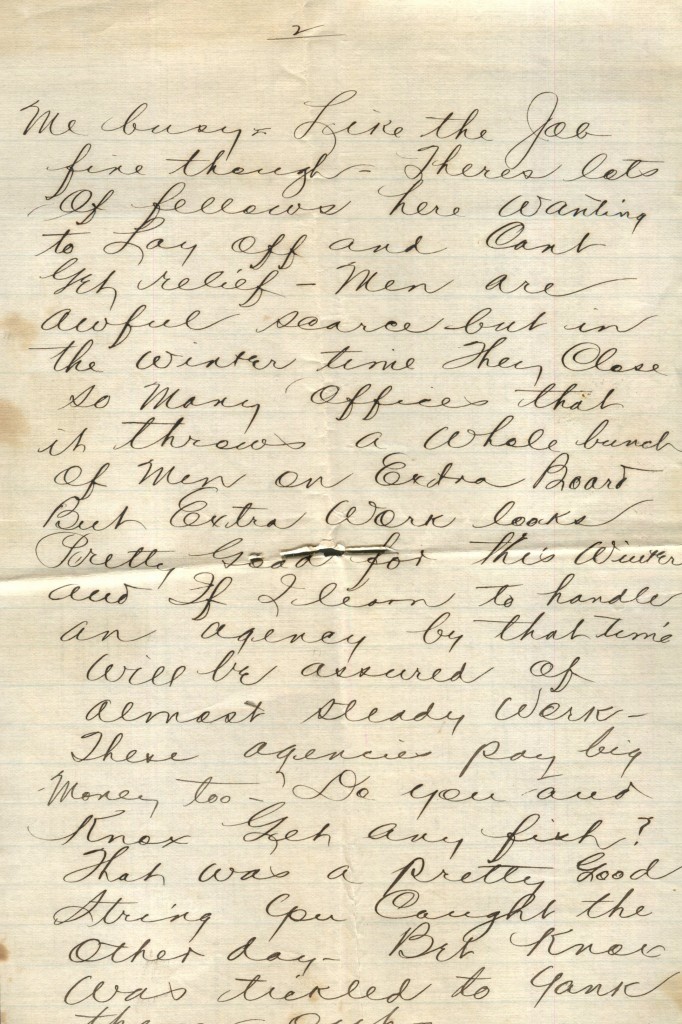 2
Me busy - Like the Job
fine though - Theres lots
Of fellows here Wanting
to Lay Off and Cant
Get relief - Men are
awful scarce but in
the winter time They Close
so Many Offices that
it throws a Whole bunch
Of Men on Extra Board
But Extra Work looks
Pretty Good for this Winter
and If I learn to handle
an agency by that time
Will be assured of
almost steady Work -
These agencies pay big
Money too - Do you and
Knox Get any fish?
That was a pretty Good
String You Caught the
Other day - Bet Knox
Was tickled to Yank
them out -